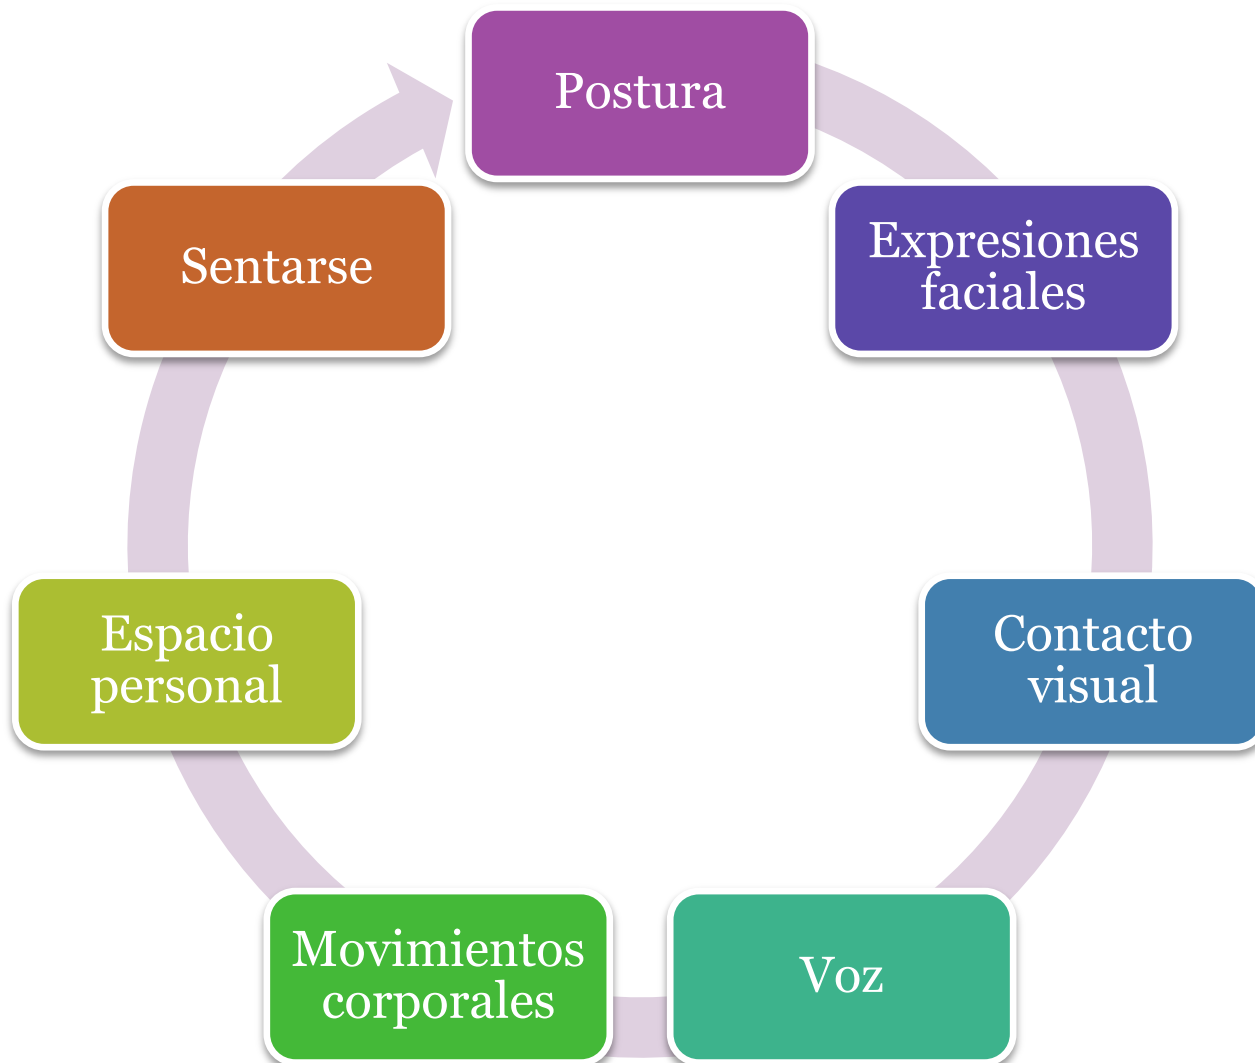 Postura
Expresiones
faciales
Contacto
visual
Voz
Movimientos
corporales
Espacio
personal
Sentarse